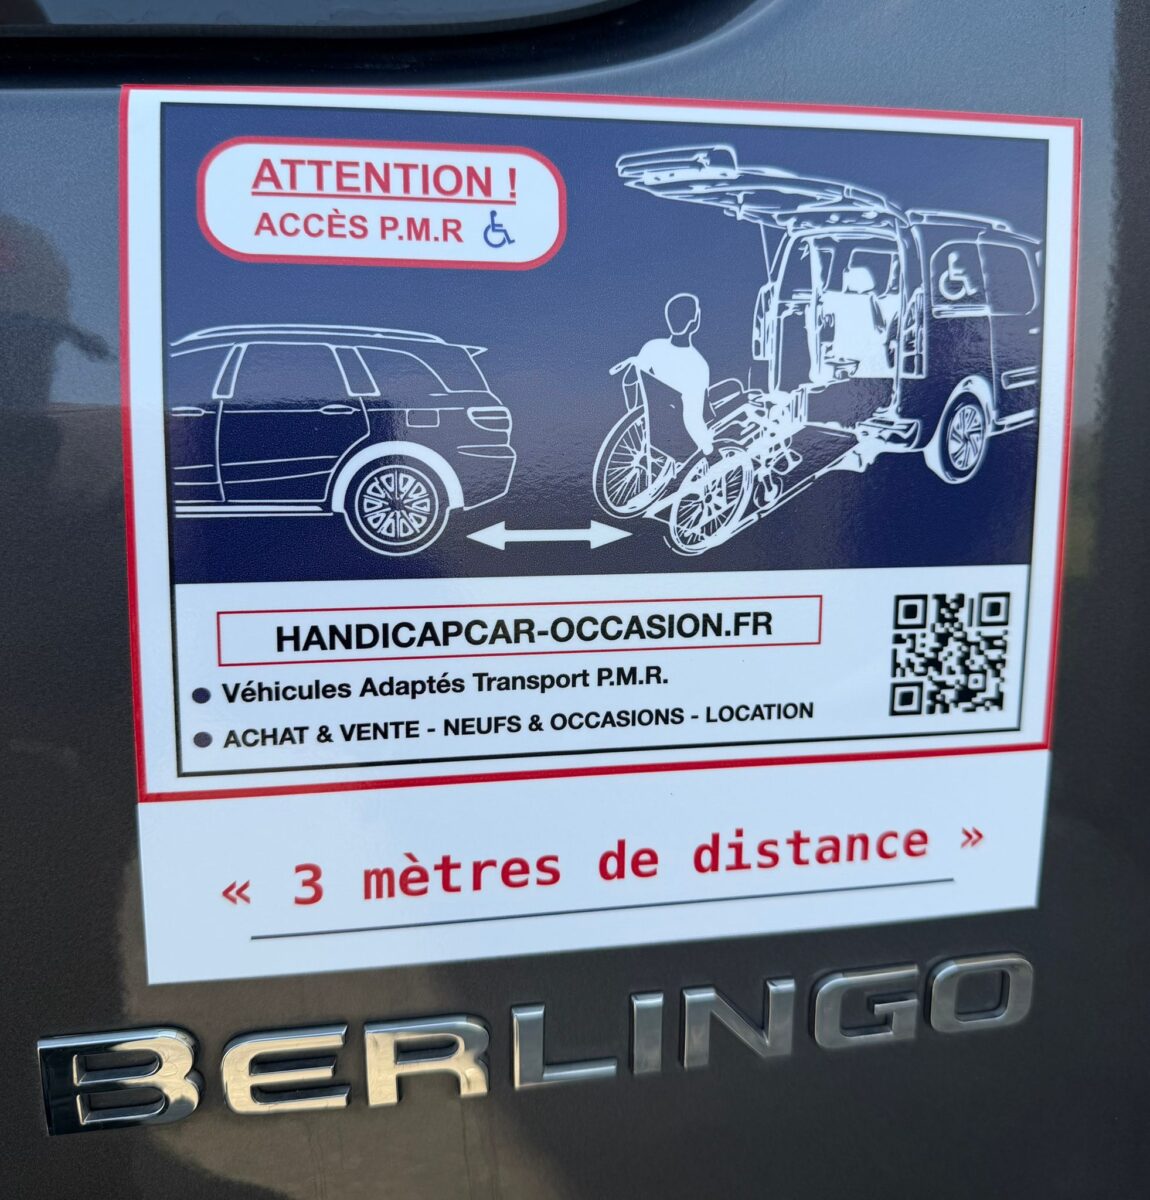 ATTENTION !
ACCÈS P.M.R
HANDICAPCAR-OCCASION.FR
● Véhicules Adaptés Transport P.M.R.
● ACHAT & VENTE - NEUFS & OCCASIONS - LOCATION
« 3 mètres de distance »
BERLINGO